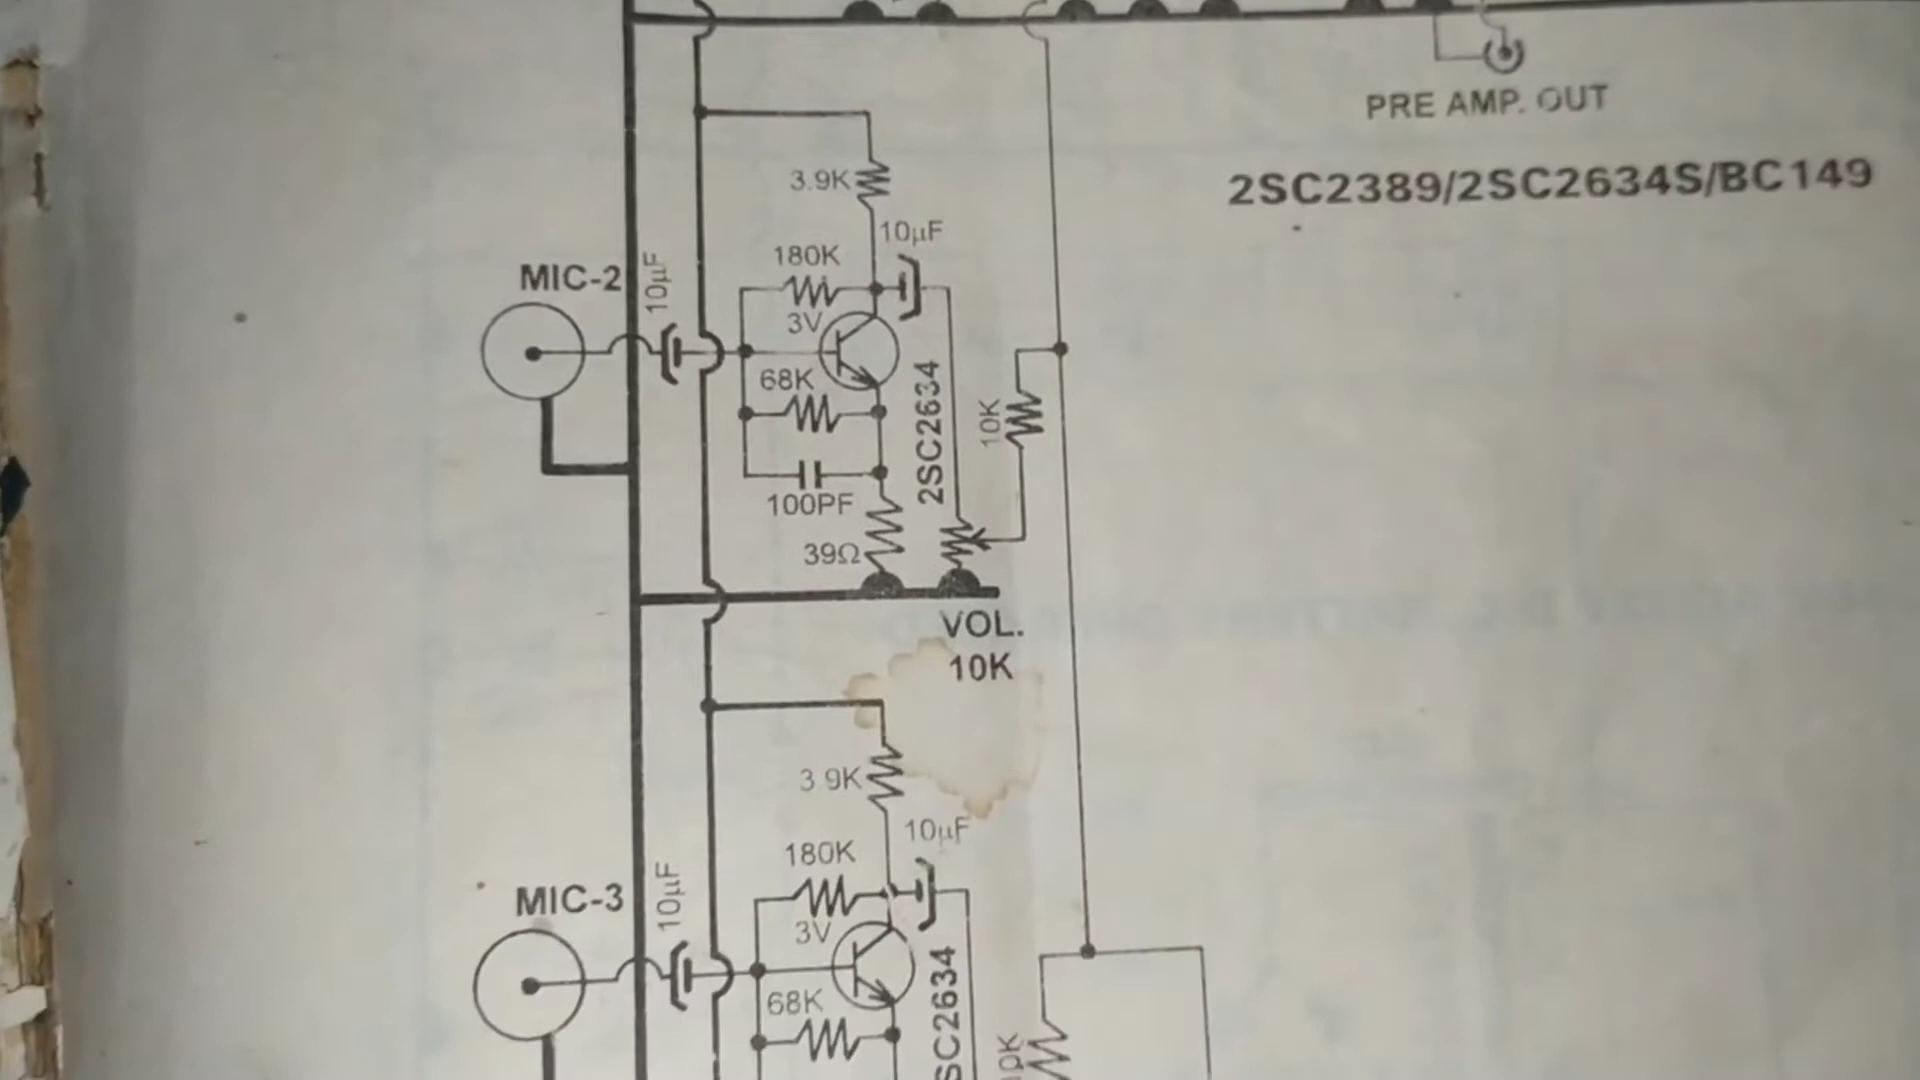 PRE AMP. OUT
2SC2389/2SC2634S/BC149
3.9K
10µF
180K
MIC-2
10µF
3V
68K
2SC2634
10K
100PF
39Ω
VOL.
10K
3 9K
10µF
180K
MIC-3
10µF
3V
68K
SC2634